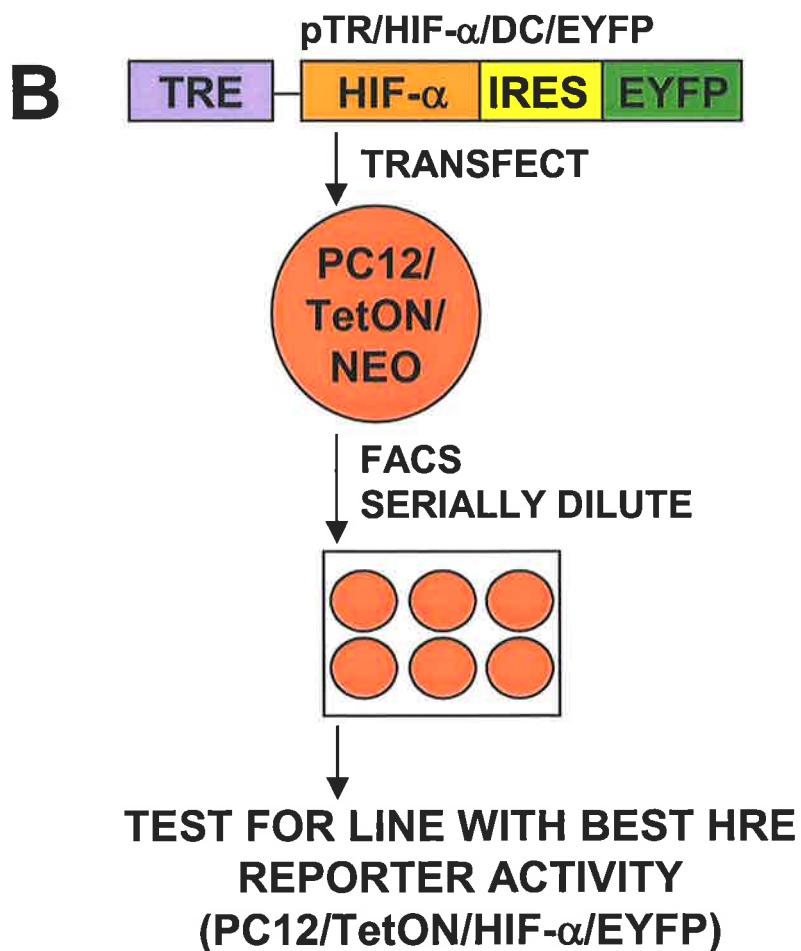 B
pTR/HIF-α/DC/EYFP
TRE HIF-α IRES EYFP
TRANSFECT
PC12/
TetON/
NEO
FACS
SERIALLY DILUTE
TEST FOR LINE WITH BEST HRE
REPORTER ACTIVITY
(PC12/TetON/HIF-α/EYFP)